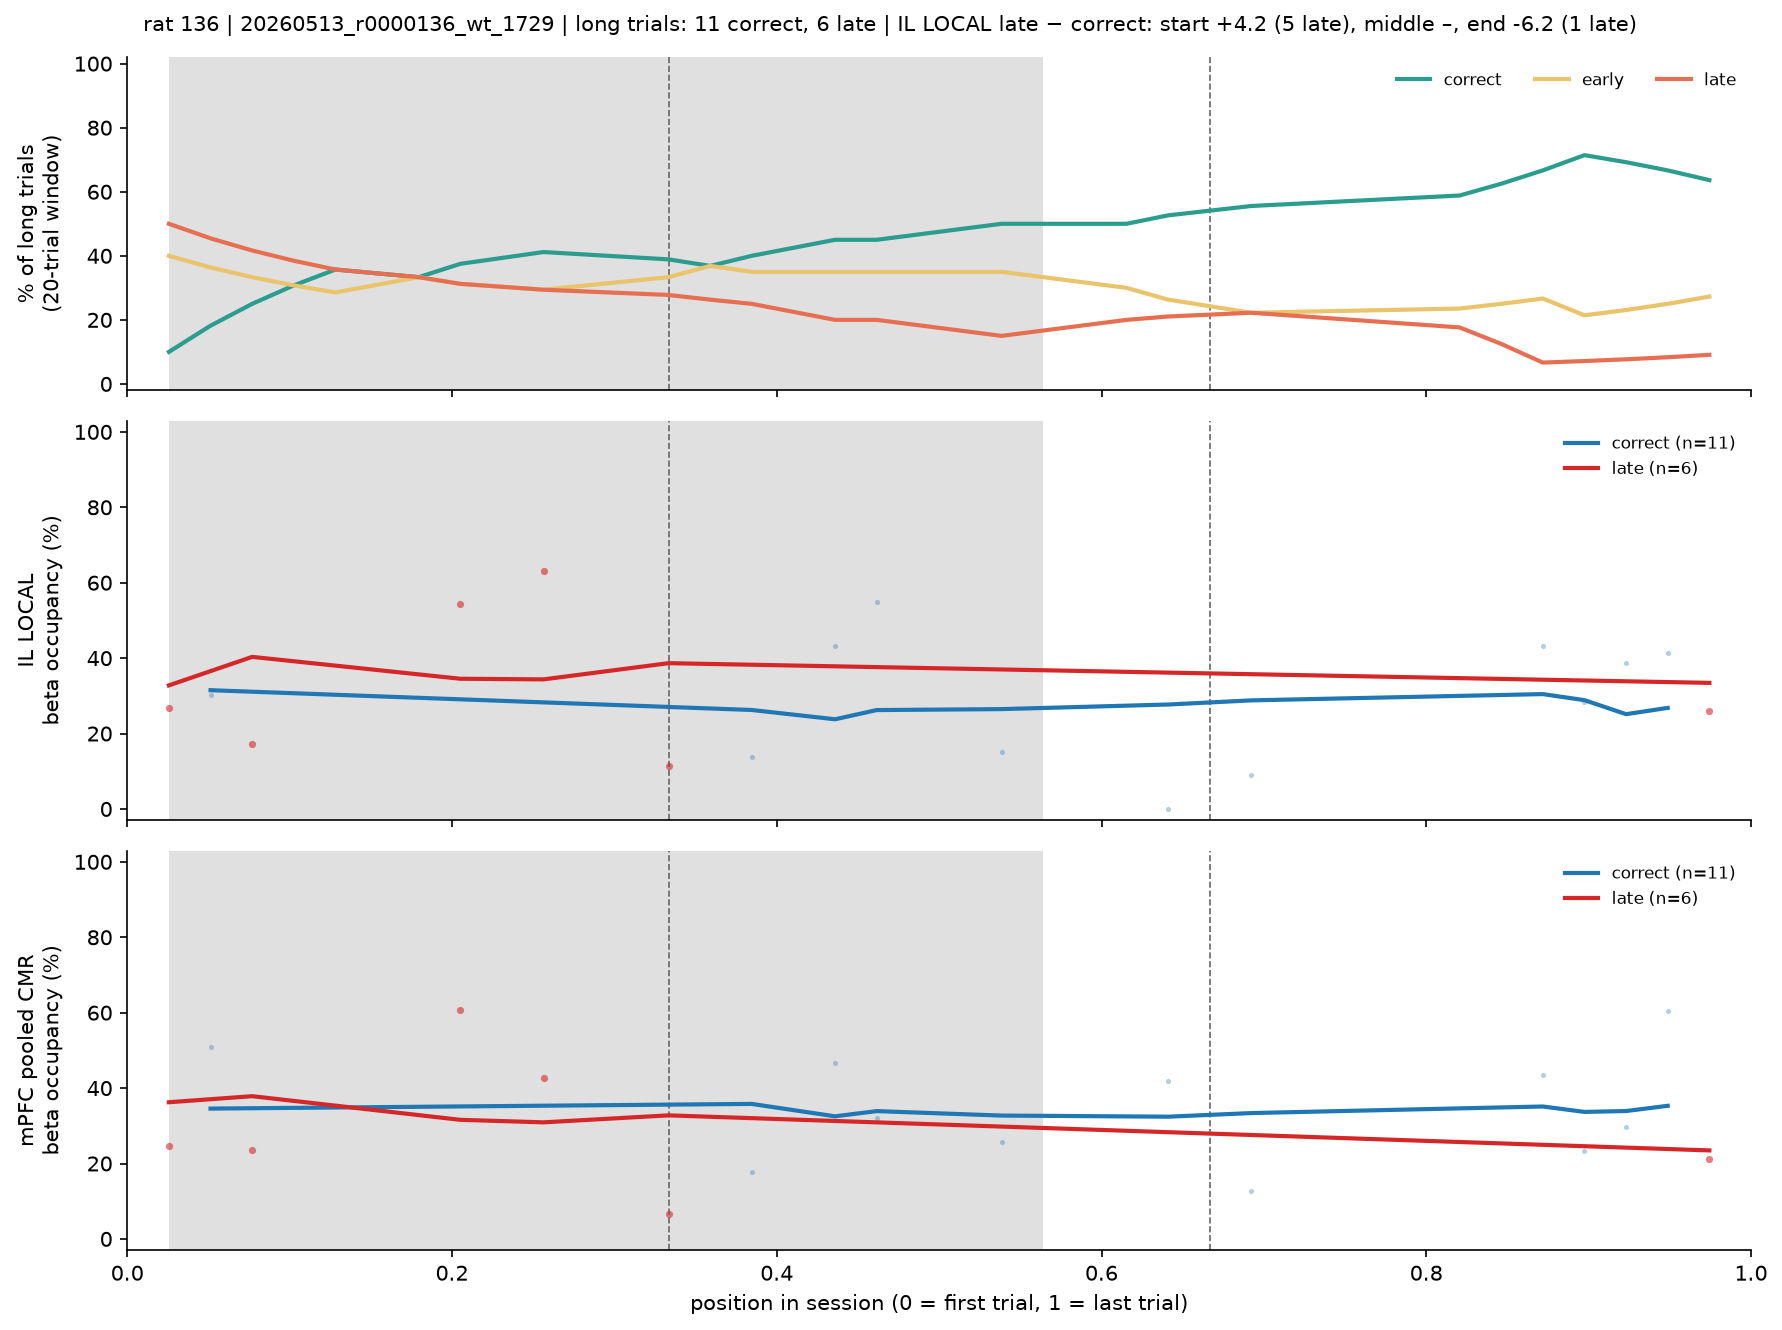 rat 136 | 20260513_r0000136_wt_1729 | long trials: 11 correct, 6 late | IL LOCAL late − correct: start +4.2 (5 late), middle –, end -6.2 (1 late)
% of long trials
(20-trial window)
100
80
60
40
20
0
correct
early
late
IL LOCAL
beta occupancy (%)
100
80
60
40
20
0
correct (n=11)
late (n=6)
mPFC pooled CMR
beta occupancy (%)
100
80
60
40
20
0
correct (n=11)
late (n=6)
0.0 0.2 0.4 0.6 0.8 1.0
position in session (0 = first trial, 1 = last trial)